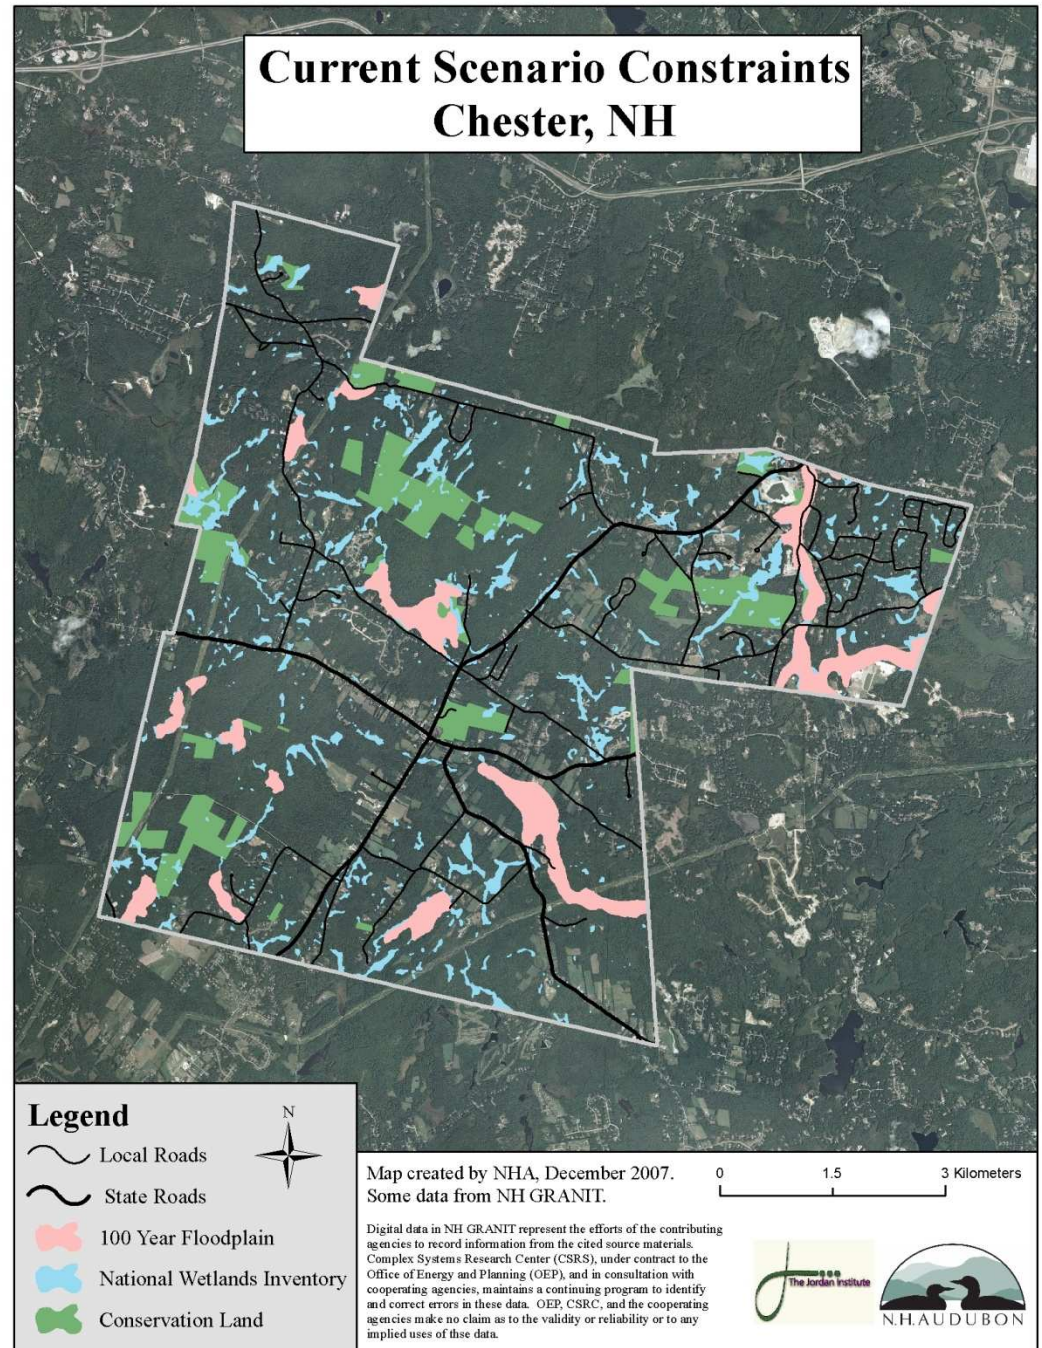 Current Scenario Constraints
Chester, NH
Legend
N
Local Roads
State Roads
100 Year Floodplain
National Wetlands Inventory
Conservation Land
Map created by NHA, December 2007.
Some data from NH GRANIT.
0 1.5 3 Kilometers
Digital data in NH GRANIT represent the efforts of the contributing
agencies to record information from the cited source materials.
Complex Systems Research Center (CSRS), under contract to the
Office of Energy and Planning (OEP), and in consultation with
cooperating agencies, maintains a continuing program to identify
and correct errors in these data. OEP, CSRC, and the cooperating
agencies make no claim as to the validity or reliability or to any
implied uses of thse data.
The Jordan Institute
N.H.AUDUBON